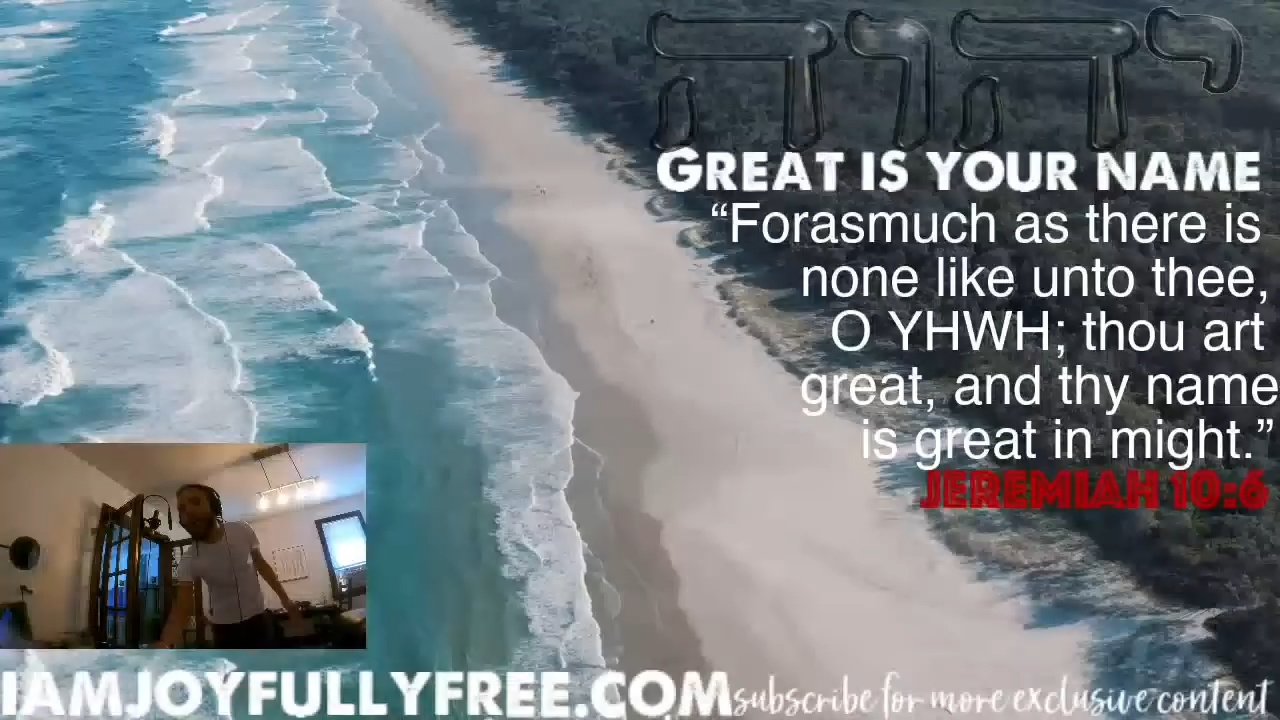 יהוה
GREAT IS YOUR NAME
“Forasmuch as there is
none like unto thee,
O YHWH; thou art
great, and thy name
is great in might.”
JEREMIAH 10:6
IAMJOYFULLYFREE.COM subscribe for more exclusive content